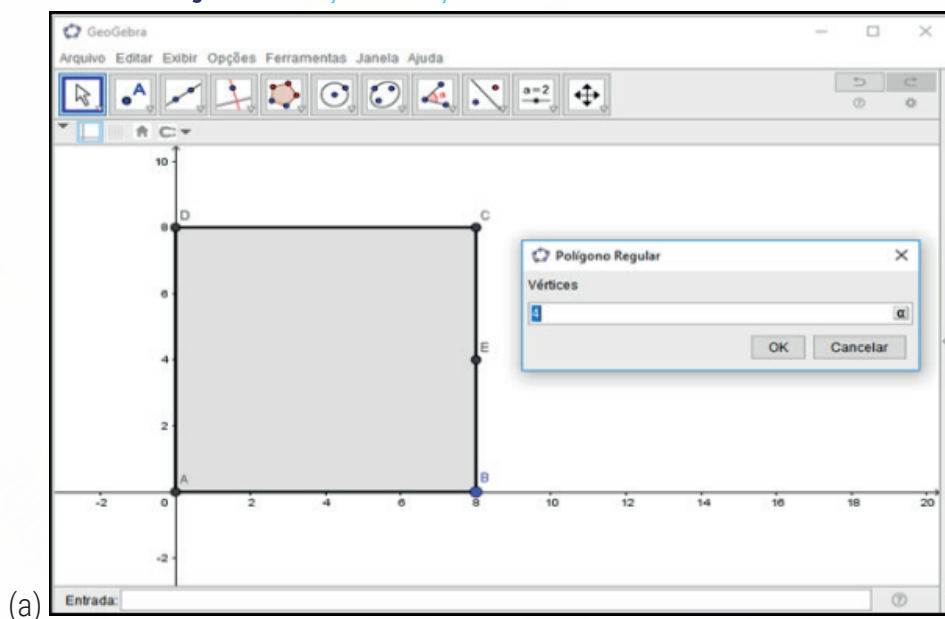 GeoGebra
Arquivo Editar Exibir Opções Ferramentas Janela Ajuda
A
a=2
10
D
C
8
6
E
4
2
A
B
-2
0
2
4
6
8
10
12
14
16
18
20
-2
Polígono Regular
Vértices
4
α
OK Cancelar
(a)
Entrada: